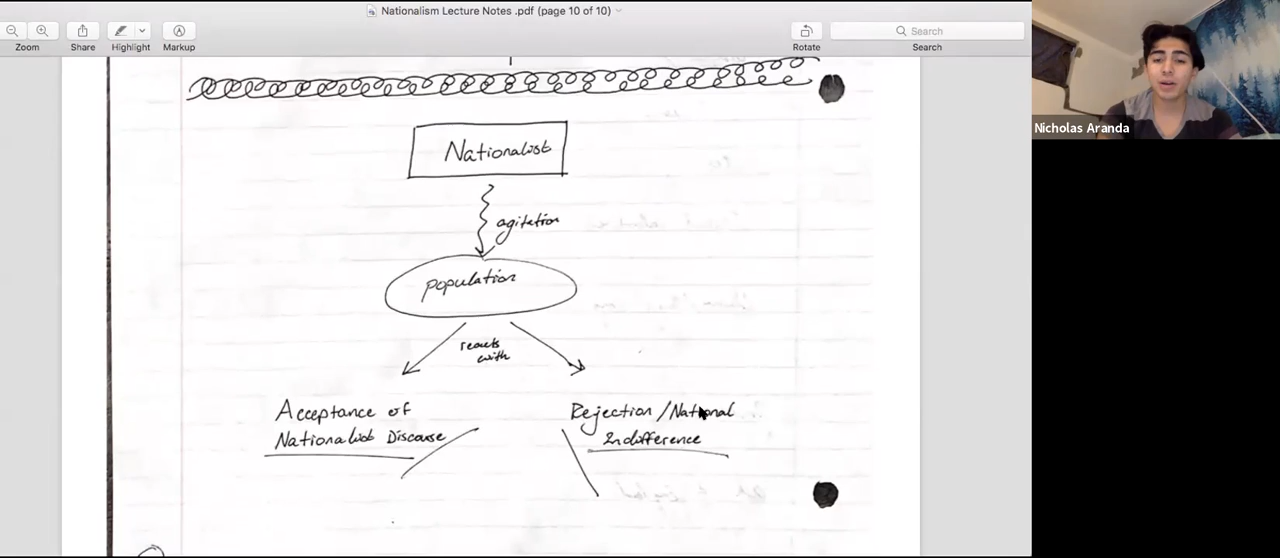 Nationalism Lecture Notes .pdf (page 10 of 10)
Search
Zoom
Share
Highlight
Markup
Rotate
Search
Nicholas Aranda
Nationalist
agitation
population
reacts
with
Acceptance of
Nationalist Discourse
Rejection/National
Indifference